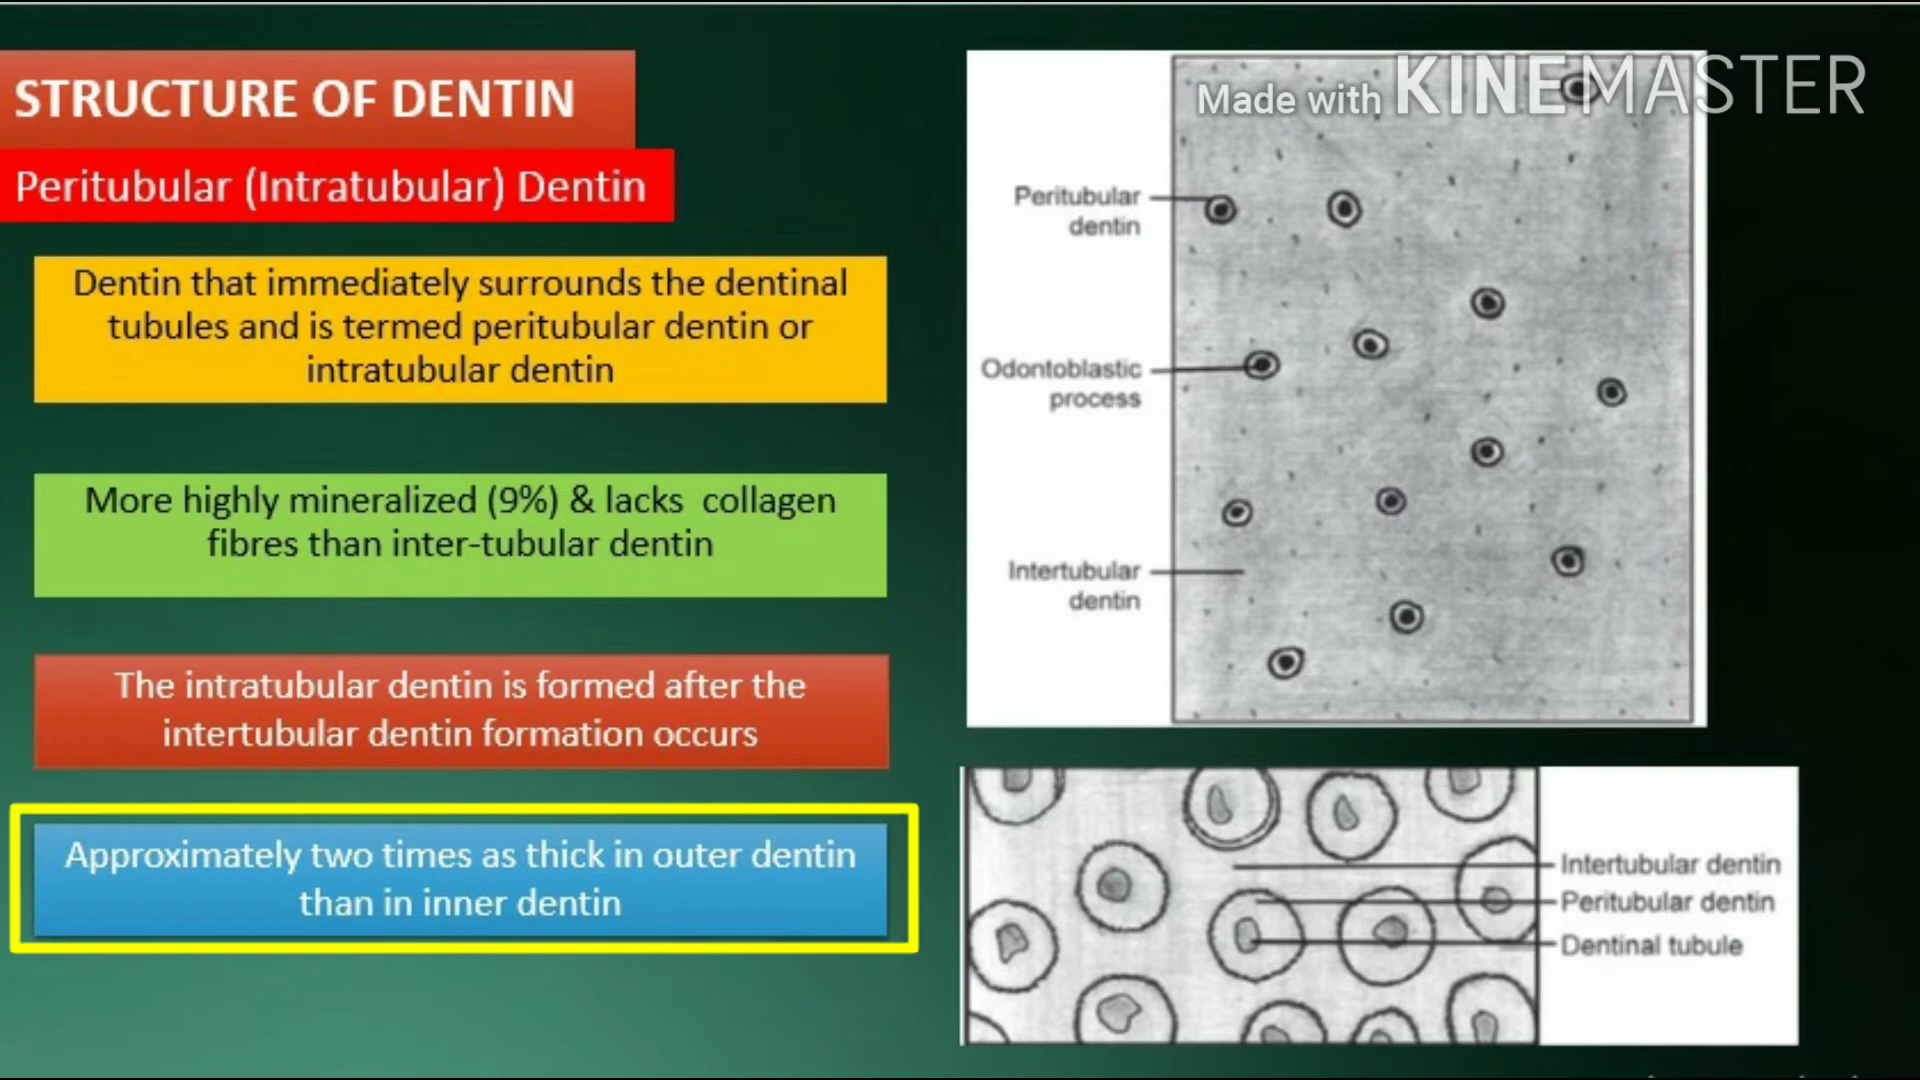 STRUCTURE OF DENTIN
Peritubular (Intratubular) Dentin
Dentin that immediately surrounds the dentinal
tubules and is termed peritubular dentin or
intratubular dentin
More highly mineralized (9%) & lacks collagen
fibres than inter-tubular dentin
The intratubular dentin is formed after the
intertubular dentin formation occurs
Approximately two times as thick in outer dentin
than in inner dentin
Made with KINEMASTER
Peritubular
dentin
Odontoblastic
process
Intertubular
dentin
Intertubular dentin
Peritubular dentin
Dentinal tubule